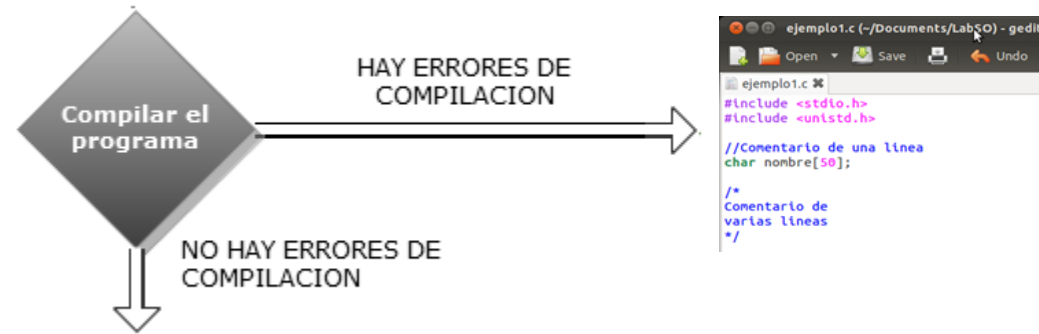 Compilar el
programa
HAY ERRORES DE
COMPILACION
NO HAY ERRORES DE
COMPILACION
ejemplo1.c (~/Documents/LabSO) - gedit
Open Save Undo
ejemplo1.c
#include <stdio.h>
#include <unistd.h>
//Comentario de una linea
char nombre[50];
/*
Comentario de
varias lineas
*/